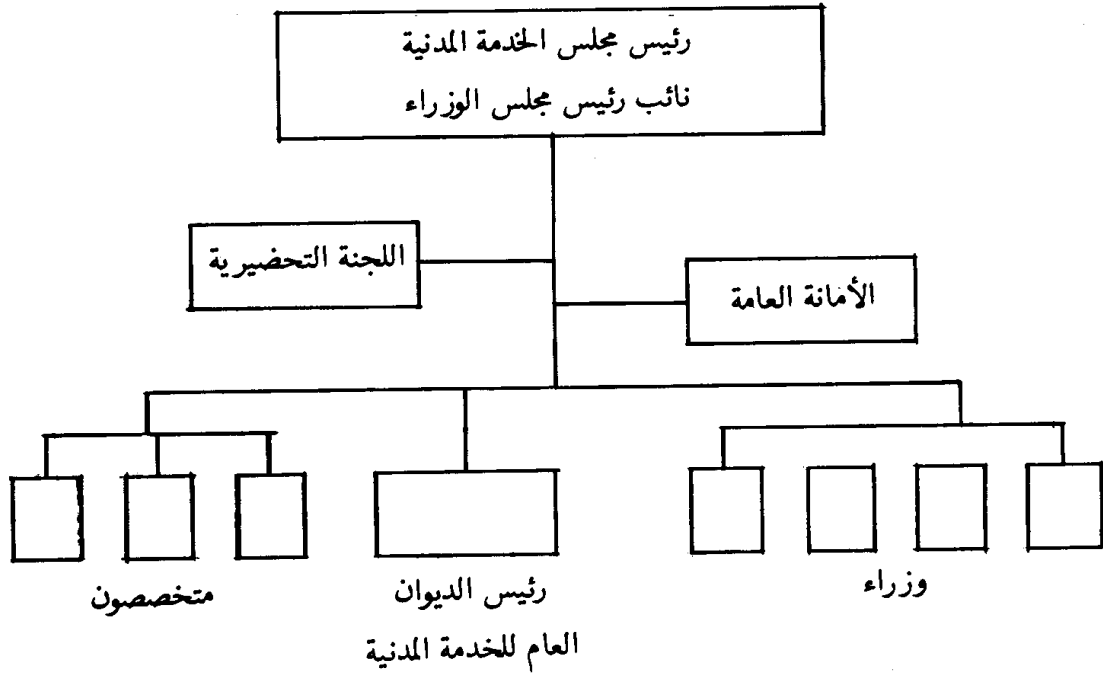 رئيس مجلس الخدمة المدنية
نائب رئيس مجلس الوزراء
اللجنة التحضيرية
الأمانة العامة
وزراء
رئيس الديوان
العام للخدمة المدنية
متخصصون